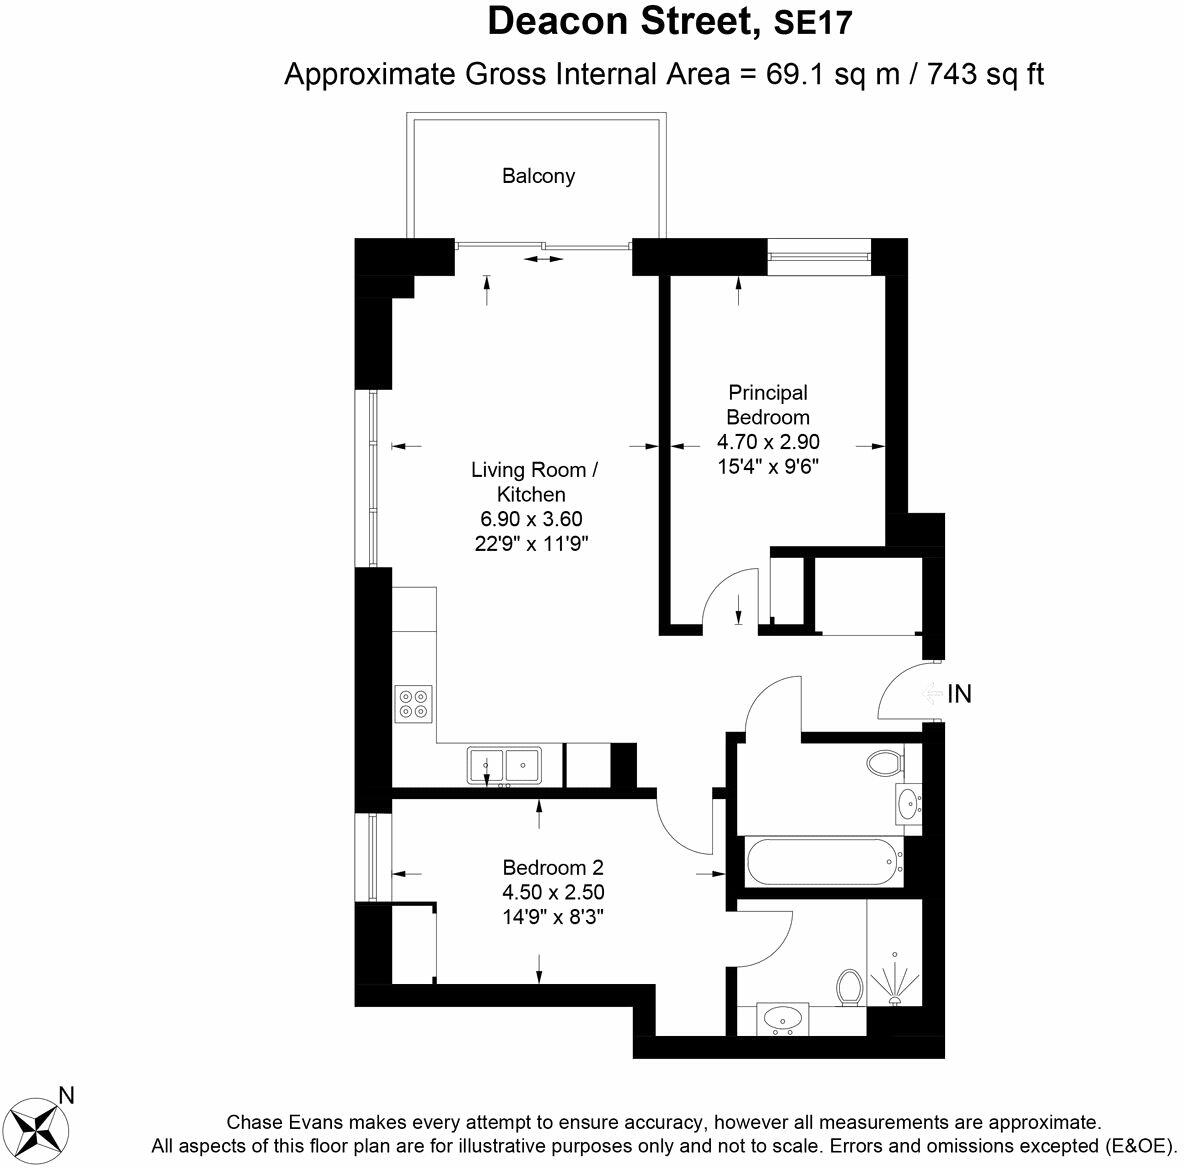 Deacon Street, SE17
Approximate Gross Internal Area = 69.1 sq m / 743 sq ft
Balcony
Principal
Bedroom
4.70 x 2.90
15'4" x 9'6"
Living Room /
Kitchen
6.90 x 3.60
22'9" x 11'9"
IN
Bedroom 2
4.50 x 2.50
14'9" x 8'3"
N
Chase Evans makes every attempt to ensure accuracy, however all measurements are approximate.
All aspects of this floor plan are for illustrative purposes only and not to scale. Errors and omissions excepted (E&OE).